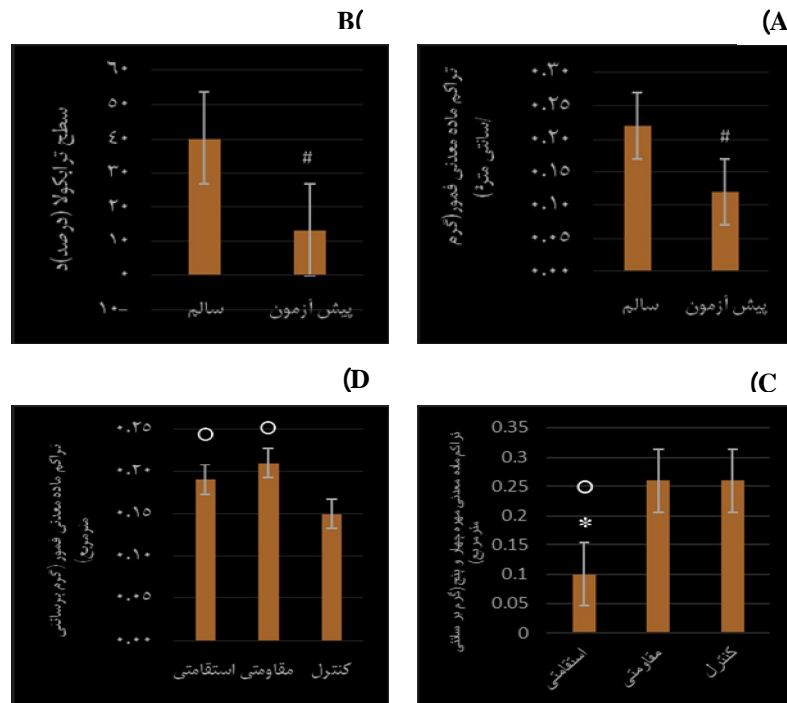 (A
تراکم ماده معدنی فمور(گرم
/سانتی متر²)
۰.۳۰
۰.۲۵
۰.۲۰
۰.۱۵
۰.۱۰
۰.۰۵
۰.۰۰
#
سالم
پیش آزمون
B(
سطح ترابکولا (درصد)د
۶۰
۵۰
۴۰
۳۰
۲۰
۱۰
۰
۱۰-
#
سالم
پیش آزمون
(C
تراکم ماده معدنی مهره چهار و پنج(گرم بر سانتی
متر مربع)
0.35
0.3
0.25
0.2
0.15
0.1
0.05
0
*
استقامتی
مقاومتی
کنترل
(D
تراکم ماده معدنی فمور (گرم برسانتی
مترمربع)
۰.۲۵
۰.۲۰
۰.۱۵
۰.۱۰
۰.۰۵
۰.۰۰
استقامتی
مقاومتی
کنترل